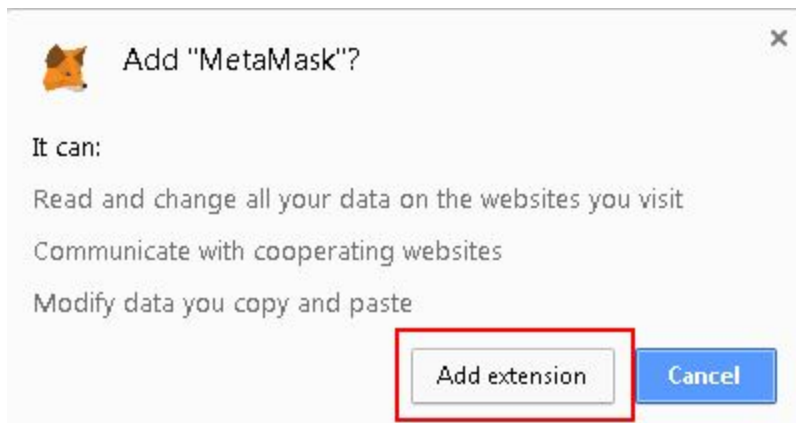 Add "MetaMask"?
It can:
Read and change all your data on the websites you visit
Communicate with cooperating websites
Modify data you copy and paste
Add extension
Cancel